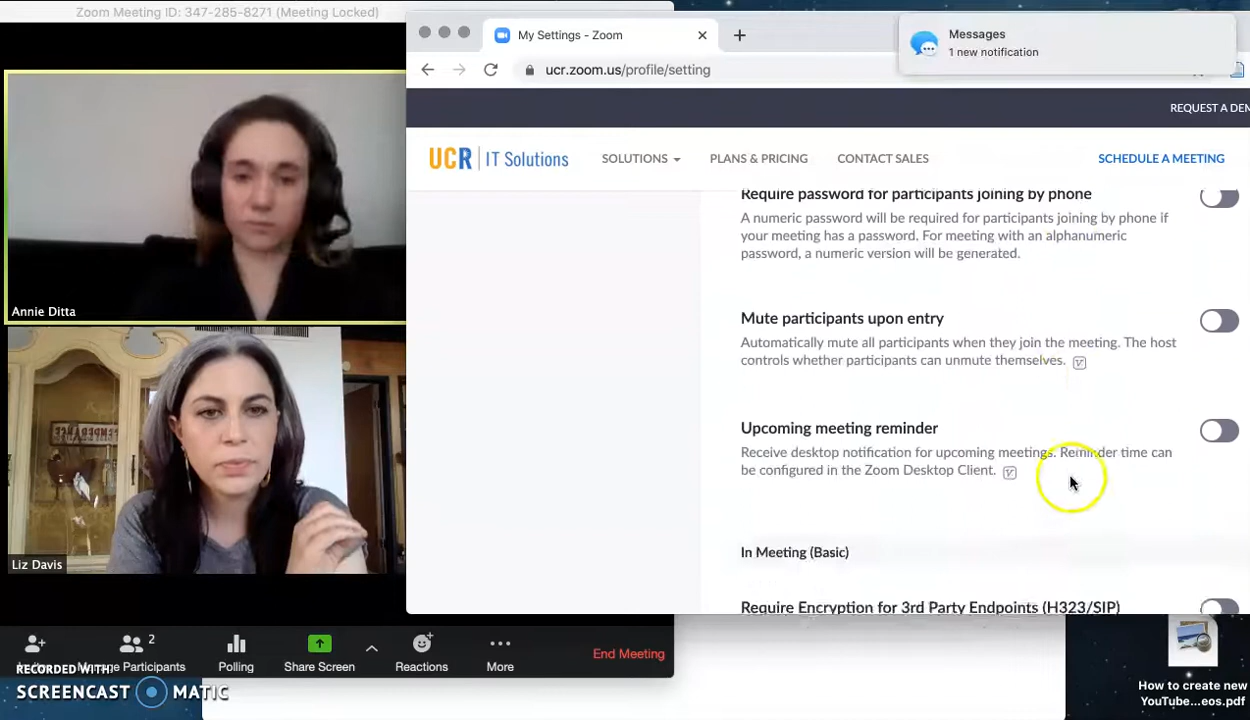 Zoom Meeting ID: 347-285-8271 (Meeting Locked)
My Settings - Zoom
Messages
1 new notification
ucr.zoom.us/profile/setting
REQUEST A DEM
UCR | IT Solutions
SOLUTIONS
PLANS & PRICING
CONTACT SALES
SCHEDULE A MEETING
Require password for participants joining by phone
A numeric password will be required for participants joining by phone if
your meeting has a password. For meeting with an alphanumeric
password, a numeric version will be generated.
Mute participants upon entry
Automatically mute all participants when they join the meeting. The host
controls whether participants can unmute themselves.
Upcoming meeting reminder
Receive desktop notification for upcoming meetings. Reminder time can
be configured in the Zoom Desktop Client.
In Meeting (Basic)
Require Encryption for 3rd Party Endpoints (H323/SIP)
Annie Ditta
Liz Davis
2
Manage Participants
Polling
Share Screen
Reactions
More
End Meeting
RECORDED WITH
SCREENCAST MATIC
How to create new
YouTube...eos.pdf